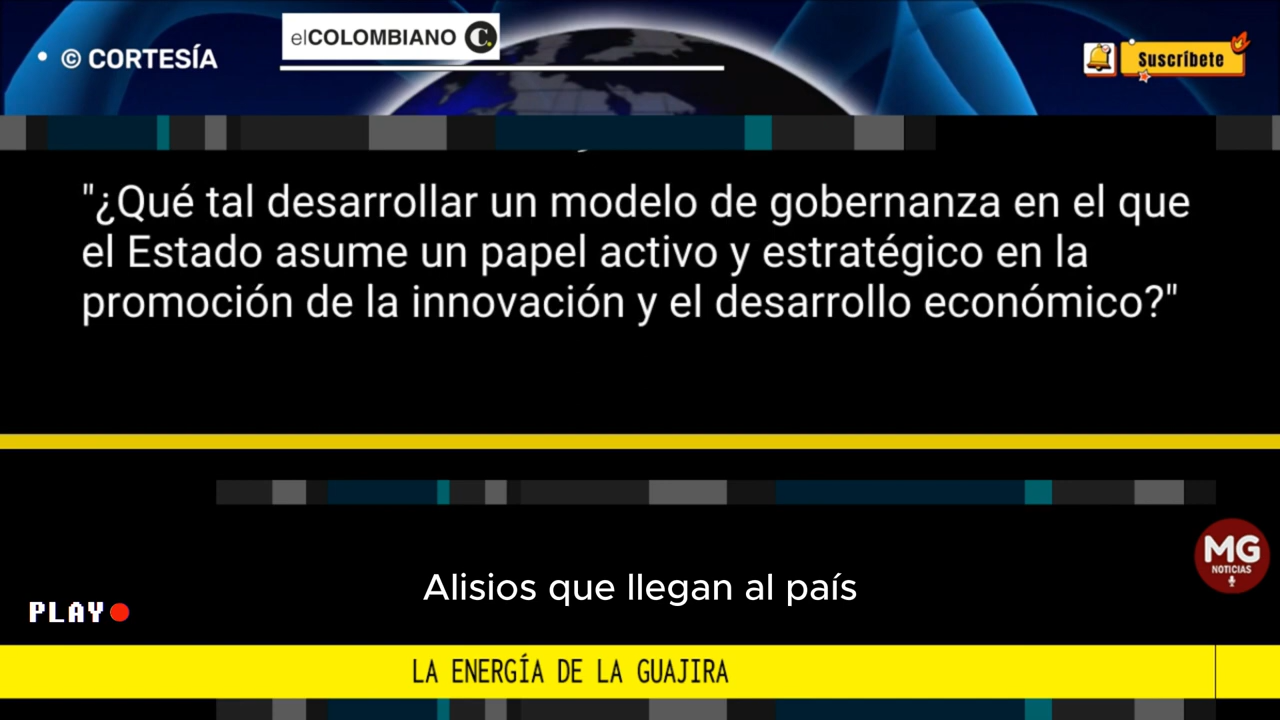 • © CORTESÍA
elCOLOMBIANO C.
Suscríbete
"¿Qué tal desarrollar un modelo de gobernanza en el que
el Estado asume un papel activo y estratégico en la
promoción de la innovación y el desarrollo económico?"
MG
NOTICIAS
Alisios que llegan al país
PLAY
LA ENERGÍA DE LA GUAJIRA